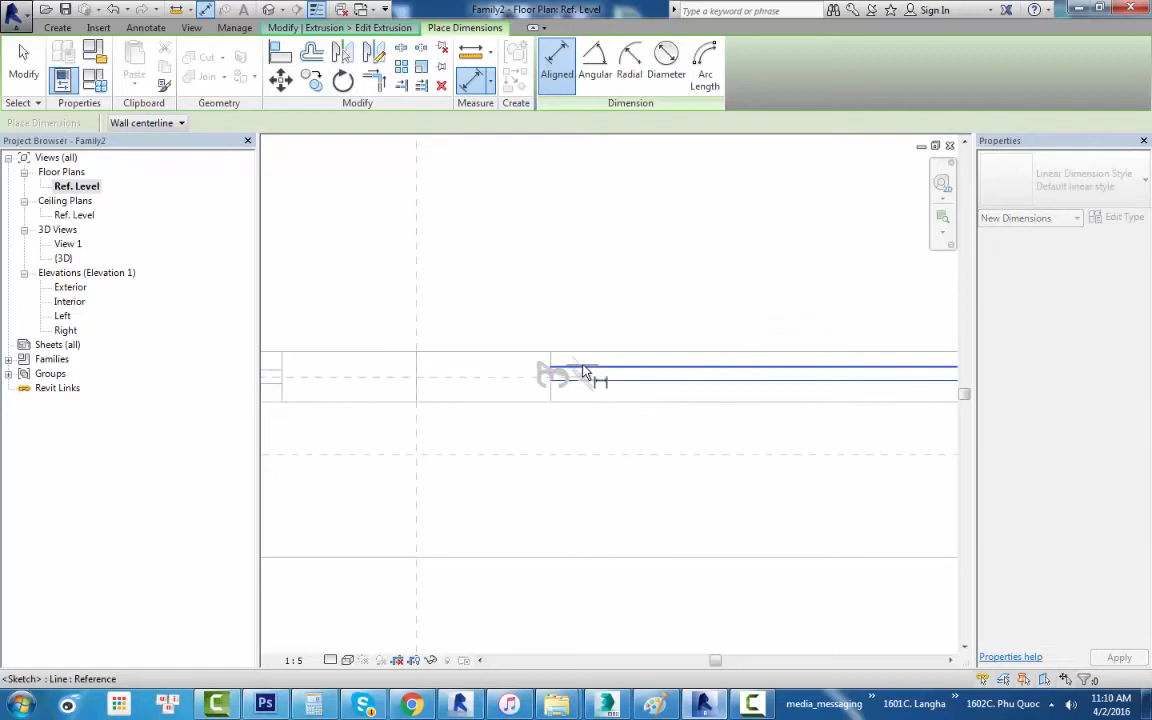 Family2 - Floor Plan: Ref. Level
Type a keyword or phrase
Sign In
Create
Insert
Annotate
View
Manage
Modify | Extrusion > Edit Extrusion
Place Dimensions
Modify
Paste
Cut
Join
Aligned
Angular
Radial
Diameter
Arc
Length
Select
Properties
Clipboard
Geometry
Modify
Measure
Create
Dimension
Place Dimensions
Wall centerline
Project Browser - Family2
Views (all)
Floor Plans
Ref. Level
Ceiling Plans
Ref. Level
3D Views
View 1
{3D}
Elevations (Elevation 1)
Exterior
Interior
Left
Right
Sheets (all)
Families
Groups
Revit Links
Properties
Linear Dimension Style
Default linear style
New Dimensions
Edit Type
Properties help
Apply
1:5
<Sketch> : Line : Reference
:0
media_messaging
1601C. Langha
1602C. Phu Quoc
11:10 AM
4/2/2016